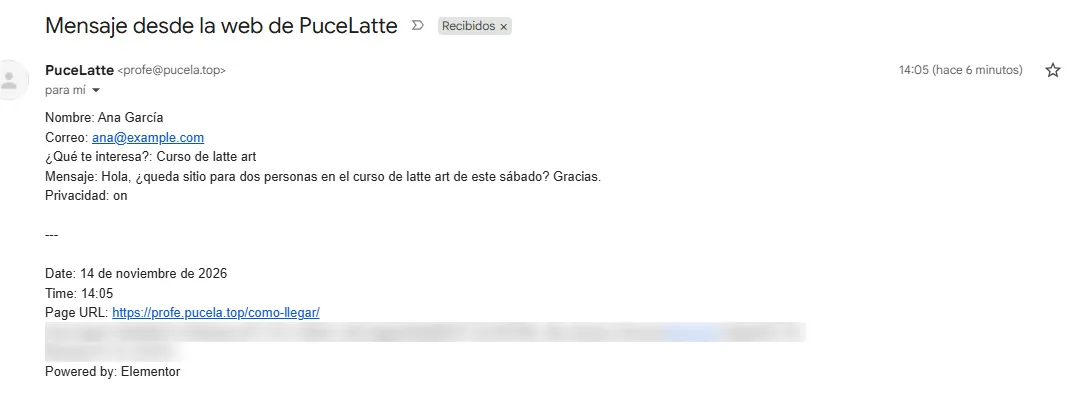 Mensaje desde la web de PuceLatte
Recibidos ×
PuceLatte <profe@pucela.top>
14:05 (hace 6 minutos)
para mí
Nombre: Ana García
Correo: ana@example.com
¿Qué te interesa?: Curso de latte art
Mensaje: Hola, ¿queda sitio para dos personas en el curso de latte art de este sábado? Gracias.
Privacidad: on
---
Date: 14 de noviembre de 2026
Time: 14:05
Page URL: https://profe.pucela.top/como-llegar/
Powered by: Elementor